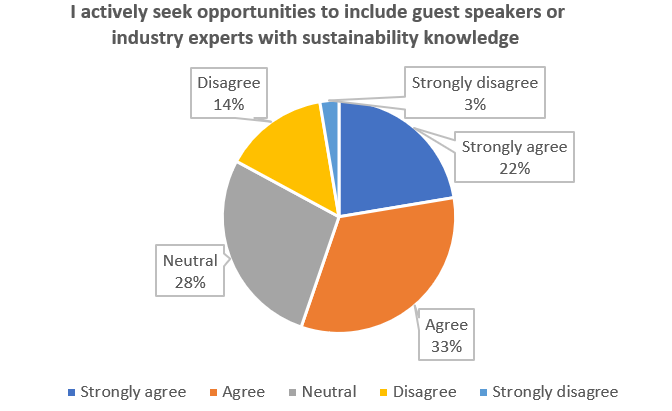 I actively seek opportunities to include guest speakers or
industry experts with sustainability knowledge
Disagree
14%
Strongly disagree
3%
Strongly agree
22%
Neutral
28%
Agree
33%
Strongly agree
Agree
Neutral
Disagree
Strongly disagree